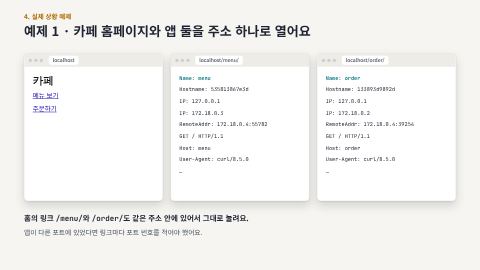 4. 실제 상황 예제
예제 1 · 카페 홈페이지와 앱 둘을 주소 하나로 열어요
localhost
카페
메뉴 보기
주문하기
localhost/menu/
Name: menu
Hostname: 535813867e3d
IP: 127.0.0.1
IP: 172.18.0.3
RemoteAddr: 172.18.0.4:55782
GET / HTTP/1.1
Host: menu
User-Agent: curl/8.5.0
…
localhost/order/
Name: order
Hostname: 133893d9892d
IP: 127.0.0.1
IP: 172.18.0.2
RemoteAddr: 172.18.0.4:39254
GET / HTTP/1.1
Host: order
User-Agent: curl/8.5.0
…
홈의 링크 /menu/와 /order/도 같은 주소 안에 있어서 그대로 눌려요.
앱이 다른 포트에 있었다면 링크마다 포트 번호를 적어야 했어요.